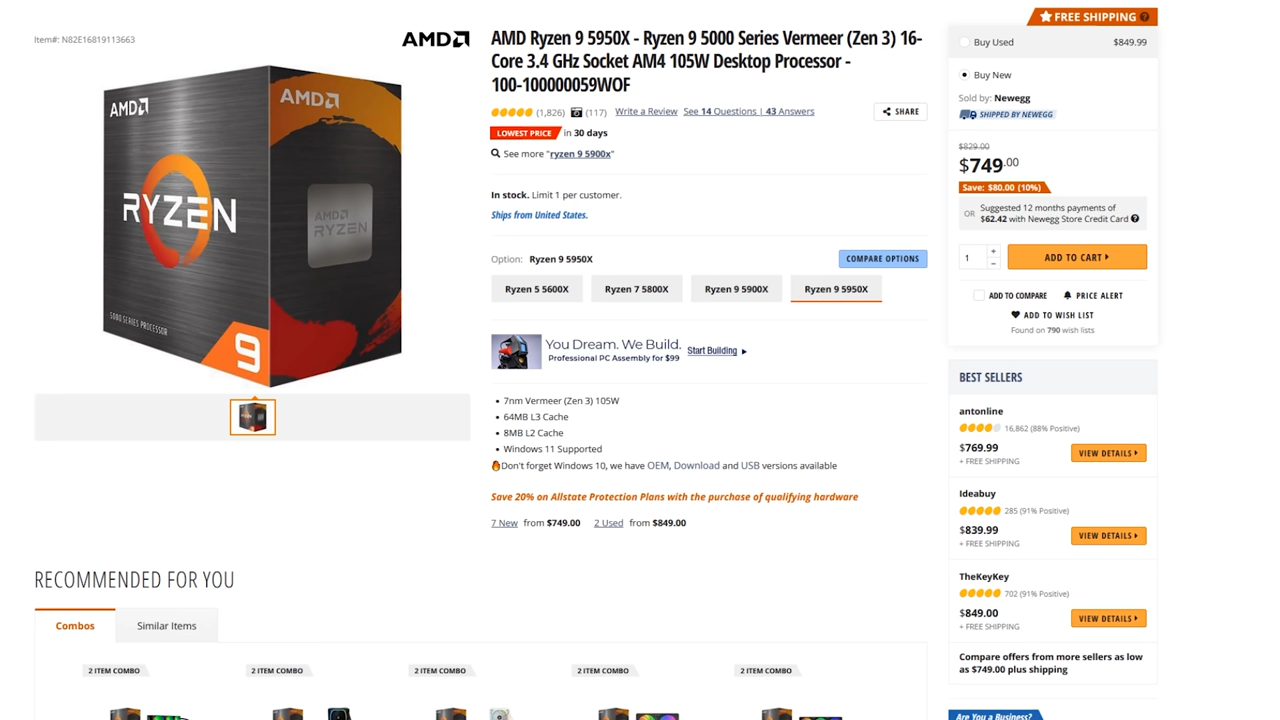 Item#: N82E16819113663
AMD
AMD
AMD
RYZEN
AMD
RYZEN
5000 SERIES PROCESSOR
9
AMD Ryzen 9 5950X - Ryzen 9 5000 Series Vermeer (Zen 3) 16-
Core 3.4 GHz Socket AM4 105W Desktop Processor -
100-100000059WOF
(1,826) (117) Write a Review See 14 Questions | 43 Answers
SHARE
LOWEST PRICE in 30 days
See more "ryzen 9 5900x"
In stock. Limit 1 per customer.
Ships from United States.
Option: Ryzen 9 5950X
COMPARE OPTIONS
Ryzen 5 5600X Ryzen 7 5800X Ryzen 9 5900X Ryzen 9 5950X
You Dream. We Build.
Professional PC Assembly for $99
Start Building
• 7nm Vermeer (Zen 3) 105W
• 64MB L3 Cache
• 8MB L2 Cache
• Windows 11 Supported
Don't forget Windows 10, we have OEM, Download and USB versions available
Save 20% on Allstate Protection Plans with the purchase of qualifying hardware
7 New from $749.00 2 Used from $849.00
FREE SHIPPING ?
Buy Used $849.99
Buy New
Sold by: Newegg
SHIPPED BY NEWEGG
$829.00
$749.00
Save: $80.00 (10%)
OR
Suggested 12 months payments of
$62.42 with Newegg Store Credit Card ?
1 + −
ADD TO CART
ADD TO COMPARE PRICE ALERT
ADD TO WISH LIST
Found on 790 wish lists
BEST SELLERS
antonline
16,862 (88% Positive)
$769.99
+ FREE SHIPPING
VIEW DETAILS
Ideabuy
285 (91% Positive)
$839.99
+ FREE SHIPPING
VIEW DETAILS
TheKeyKey
702 (91% Positive)
$849.00
+ FREE SHIPPING
VIEW DETAILS
Compare offers from more sellers as low
as $749.00 plus shipping
Are You a Business?
RECOMMENDED FOR YOU
Combos Similar Items
2 ITEM COMBO 2 ITEM COMBO 2 ITEM COMBO 2 ITEM COMBO 2 ITEM COMBO